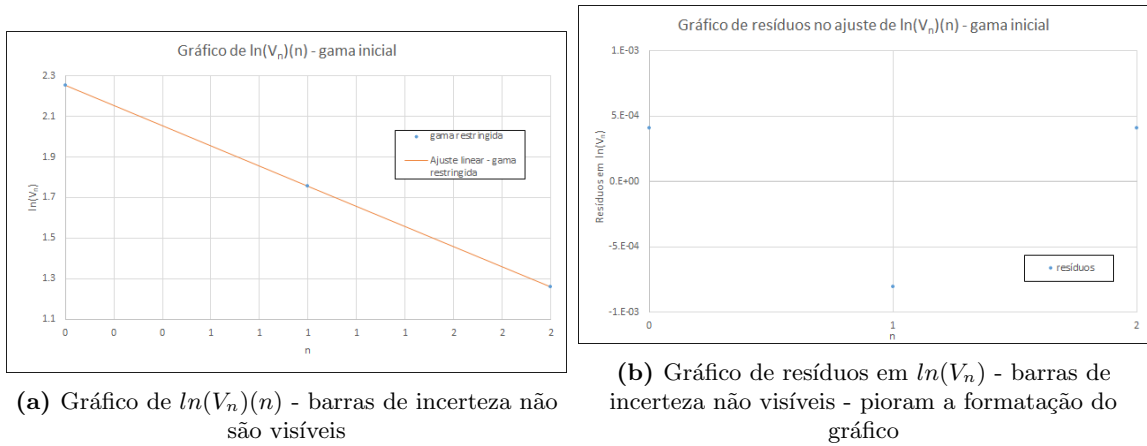 Gráfico de ln(Vn)(n) - gama inicial
2.3
2.1
1.9
1.7
1.5
1.3
1.1
ln(Vn)
gama restringida
Ajuste linear - gama
restringida
0 0 0 1 1 1 1 1 2 2 2
n
(a) Gráfico de ln(Vn)(n) - barras de incerteza não
são visíveis
Gráfico de resíduos no ajuste de ln(Vn)(n) - gama inicial
1.E-03
5.E-04
0.E+00
-5.E-04
-1.E-03
Resíduos em ln(Vn)
resíduos
0 1 2
n
(b) Gráfico de resíduos em ln(Vn) - barras de
incerteza não visíveis - pioram a formatação do
gráfico